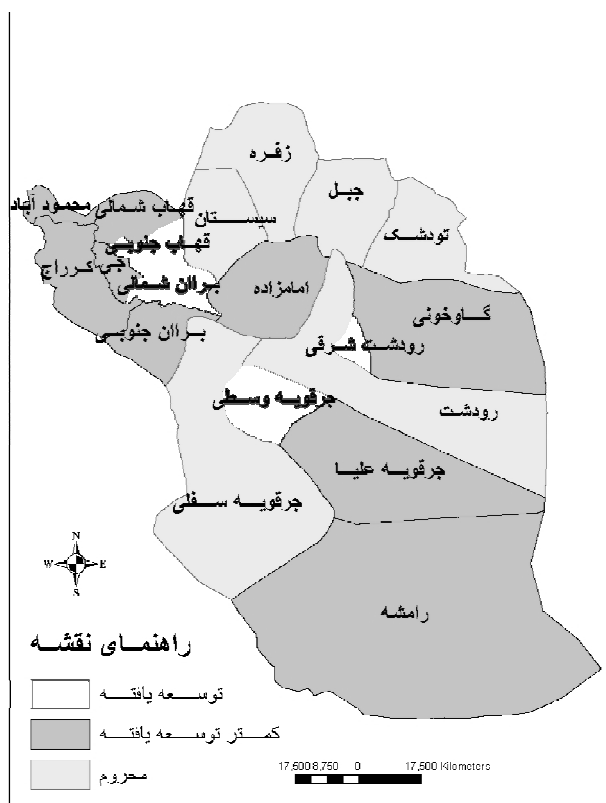 زفره
جبل
تودشک
محمود آباد
قهاب شمالی
سیستان
قهاب جنوبی
جی
کرراج
براان شمالی
امامزاده
گاوخونی
براان جنوبی
رودشت شرقی
جرقویه وسطی
رودشت
جرقویه علیا
جرقویه سفلی
رامشه
N
W E
S
راهنمای نقشه
توسعه یافته
کمتر توسعه یافته
محروم
17,500 8,750 0 17,500 Kilometers